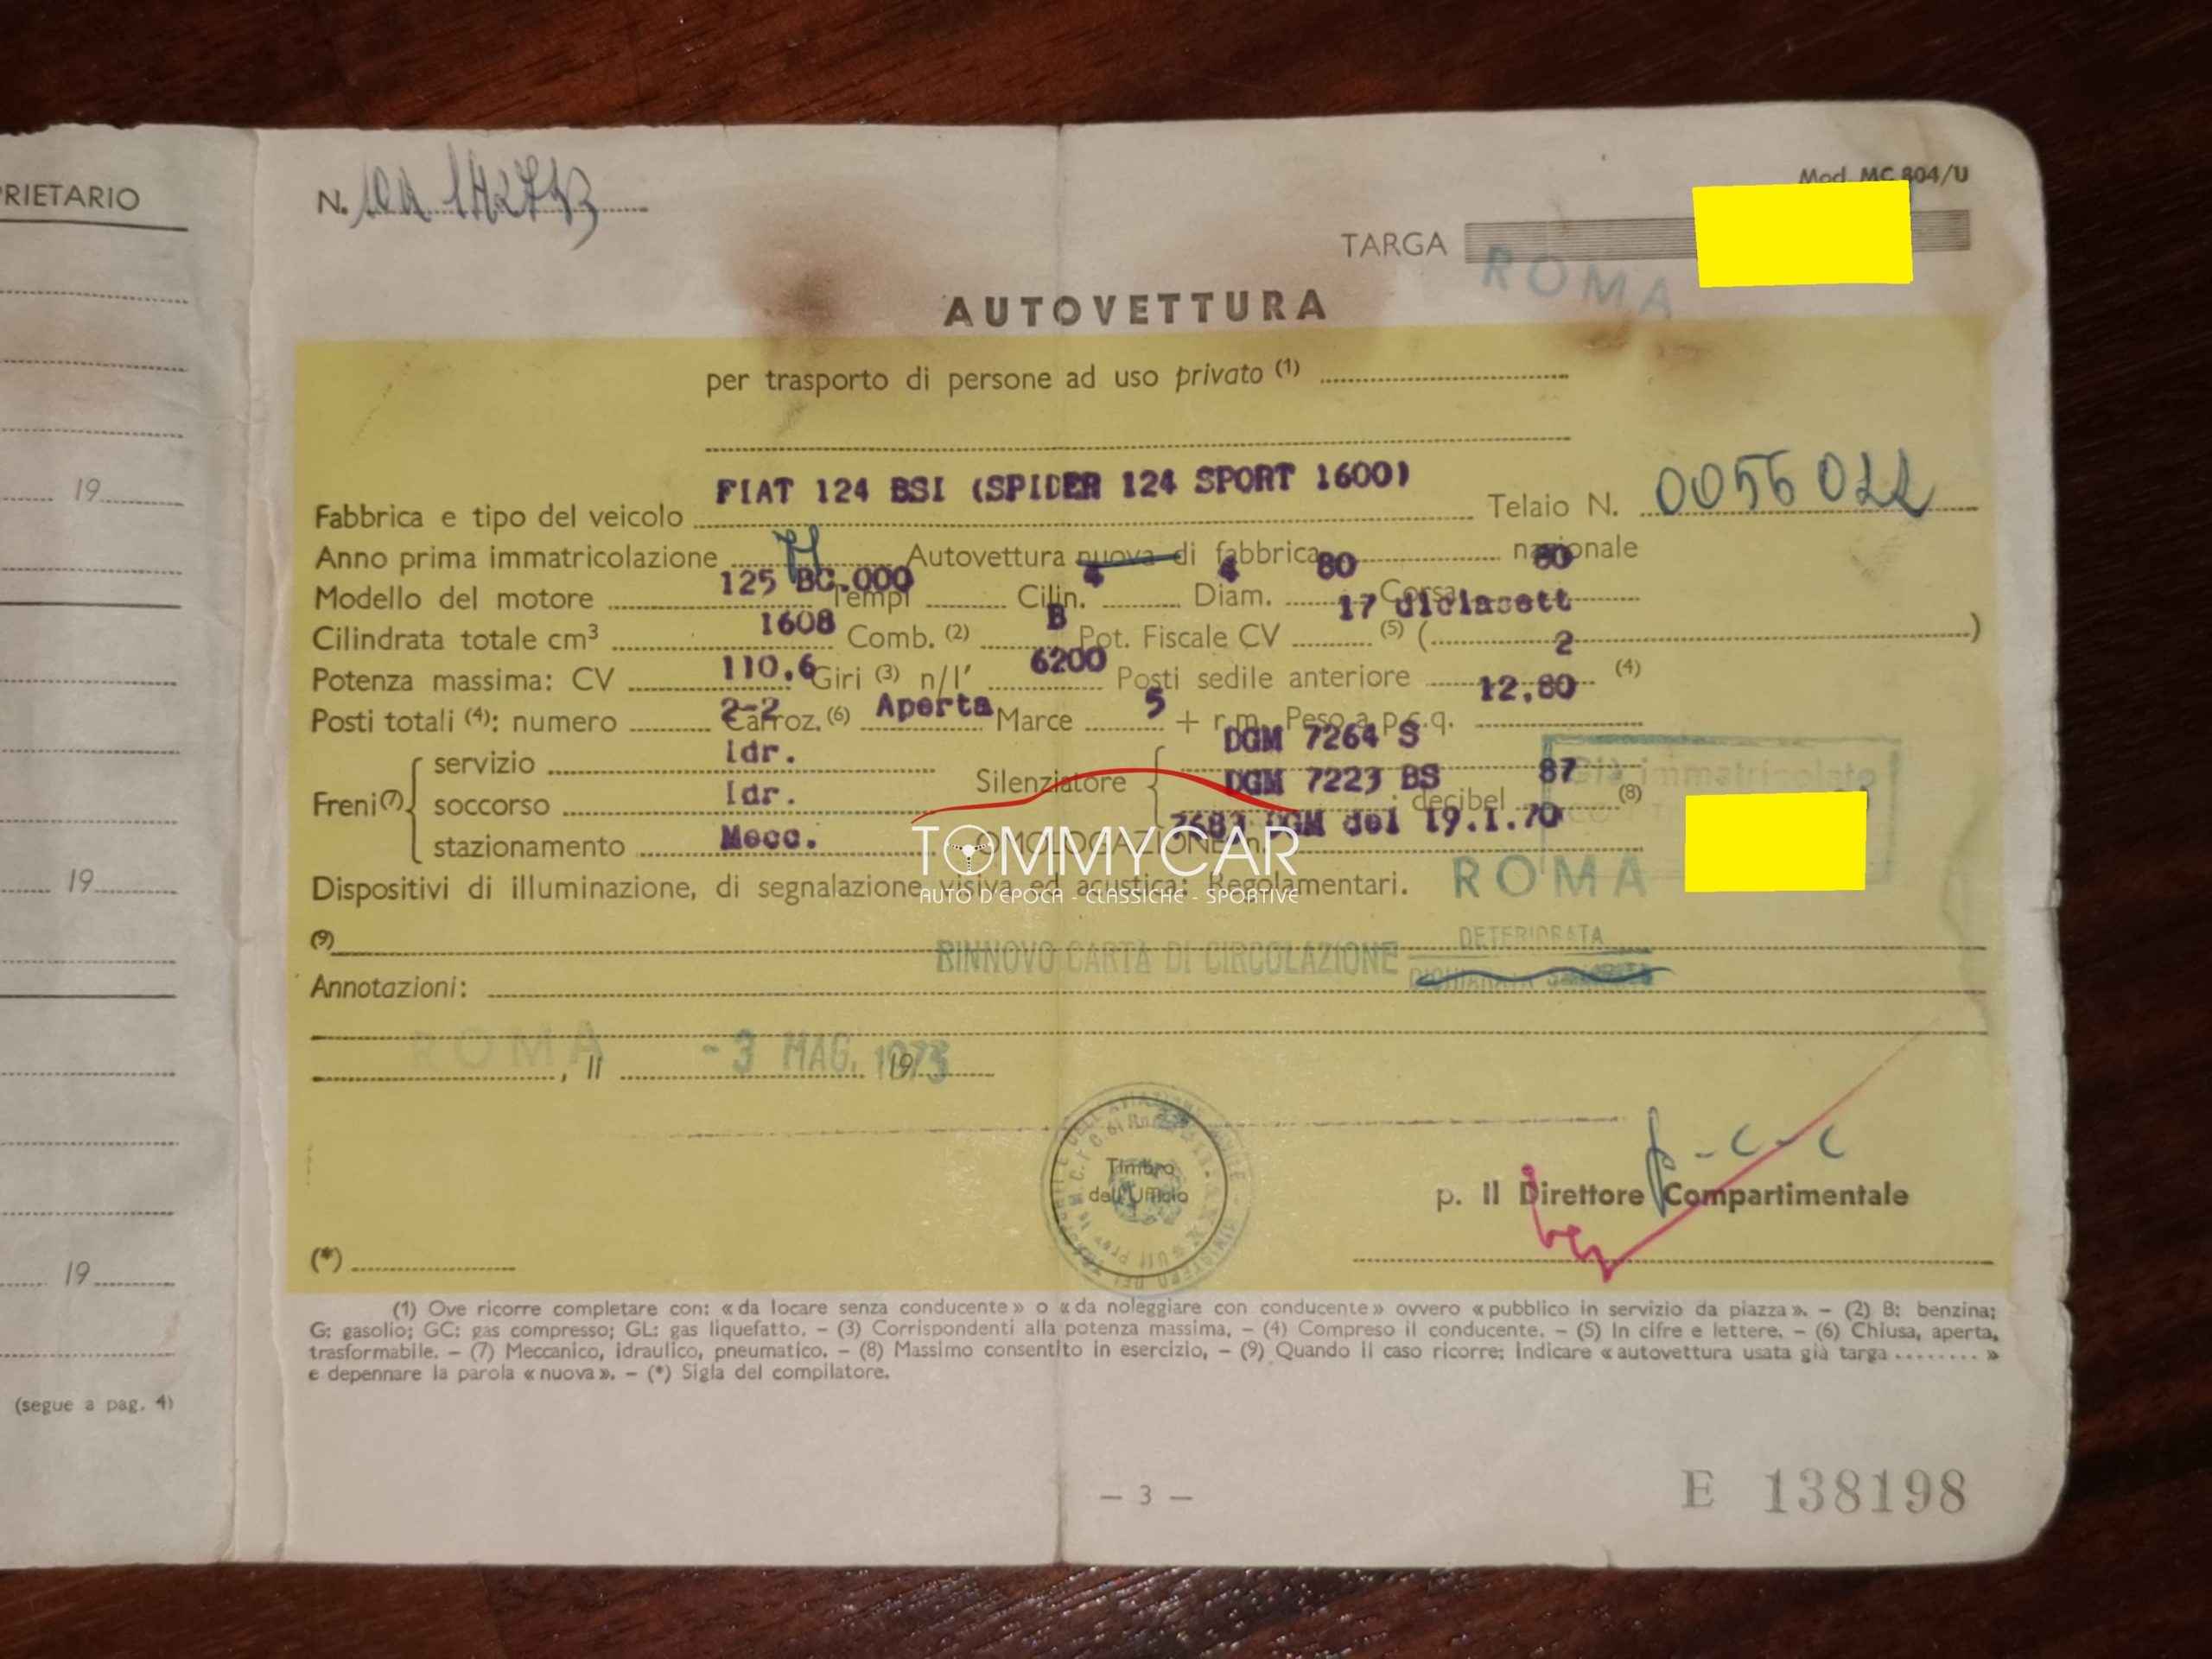 PRIETARIO
19
19
19
(segue a pag. 4)
N.
Mod. MC 804/U
TARGA ROMA
AUTOVETTURA
per trasporto di persone ad uso privato (1)
Fabbrica e tipo del veicolo FIAT 124 BSI (SPIDER 124 SPORT 1600) Telaio N. 0056022
Anno prima immatricolazione 71 Autovettura nuova di fabbrica nazionale
Modello del motore 125 BC.000 Tempi 4 Cilin. 4 Diam. 80 Corsa 80
Cilindrata totale cm3 1608 Comb. (2) B Pot. Fiscale CV 17 (5) ( diciasett )
Potenza massima: CV 110,6 Giri (3) n/1' 6200 Posti sedile anteriore 2 (4)
Posti totali (4): numero 2-2 Carroz. (6) Aperta Marce 5 + r.m. Peso a p.c.q. 12,80
Freni (7) servizio Idr. Silenziatore DGM 7264 S
soccorso Idr. DGM 7223 BS decibel 87 (8)
stazionamento Mecc. OMOLOGAZIONE n. DGM del 19.1.70
Già immatricolata
TOMMYCAR
AUTO D'EPOCA - CLASSICHE - SPORTIVE
Dispositivi di illuminazione, di segnalazione visiva ed acustica: Regolamentari. ROMA
(9) RINNOVO CARTA DI CIRCOLAZIONE DETERIORATA
Annotazioni:
ROMA, lì -3 MAG. 1973
Timbro
dell'Ufficio
p. Il Direttore Compartimentale
(*)
(1) Ove ricorre completare con: « da locare senza conducente » o « da noleggiare con conducente » ovvero « pubblico in servizio da piazza ». – (2) B: benzina;
G: gasolio; GC: gas compresso; GL: gas liquefatto. – (3) Corrispondenti alla potenza massima. – (4) Compreso il conducente. – (5) In cifre e lettere. – (6) Chiusa, aperta,
trasformabile. – (7) Meccanico, idraulico, pneumatico. – (8) Massimo consentito in esercizio. – (9) Quando il caso ricorre: indicare « autovettura usata già targa ........ »
e depennare la parola « nuova ». – (*) Sigla del compilatore.
— 3 —
E 138198